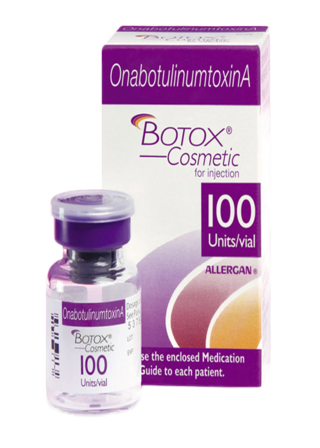 OnabotulinumtoxinA
BOTOX®
Cosmetic
for injection
100
Units/vial
ALLERGAN®
se the enclosed Medication
Guide to each patient.
OnabotulinumtoxinA
BOTOX®
Cosmetic
100
Units/vial
LOT